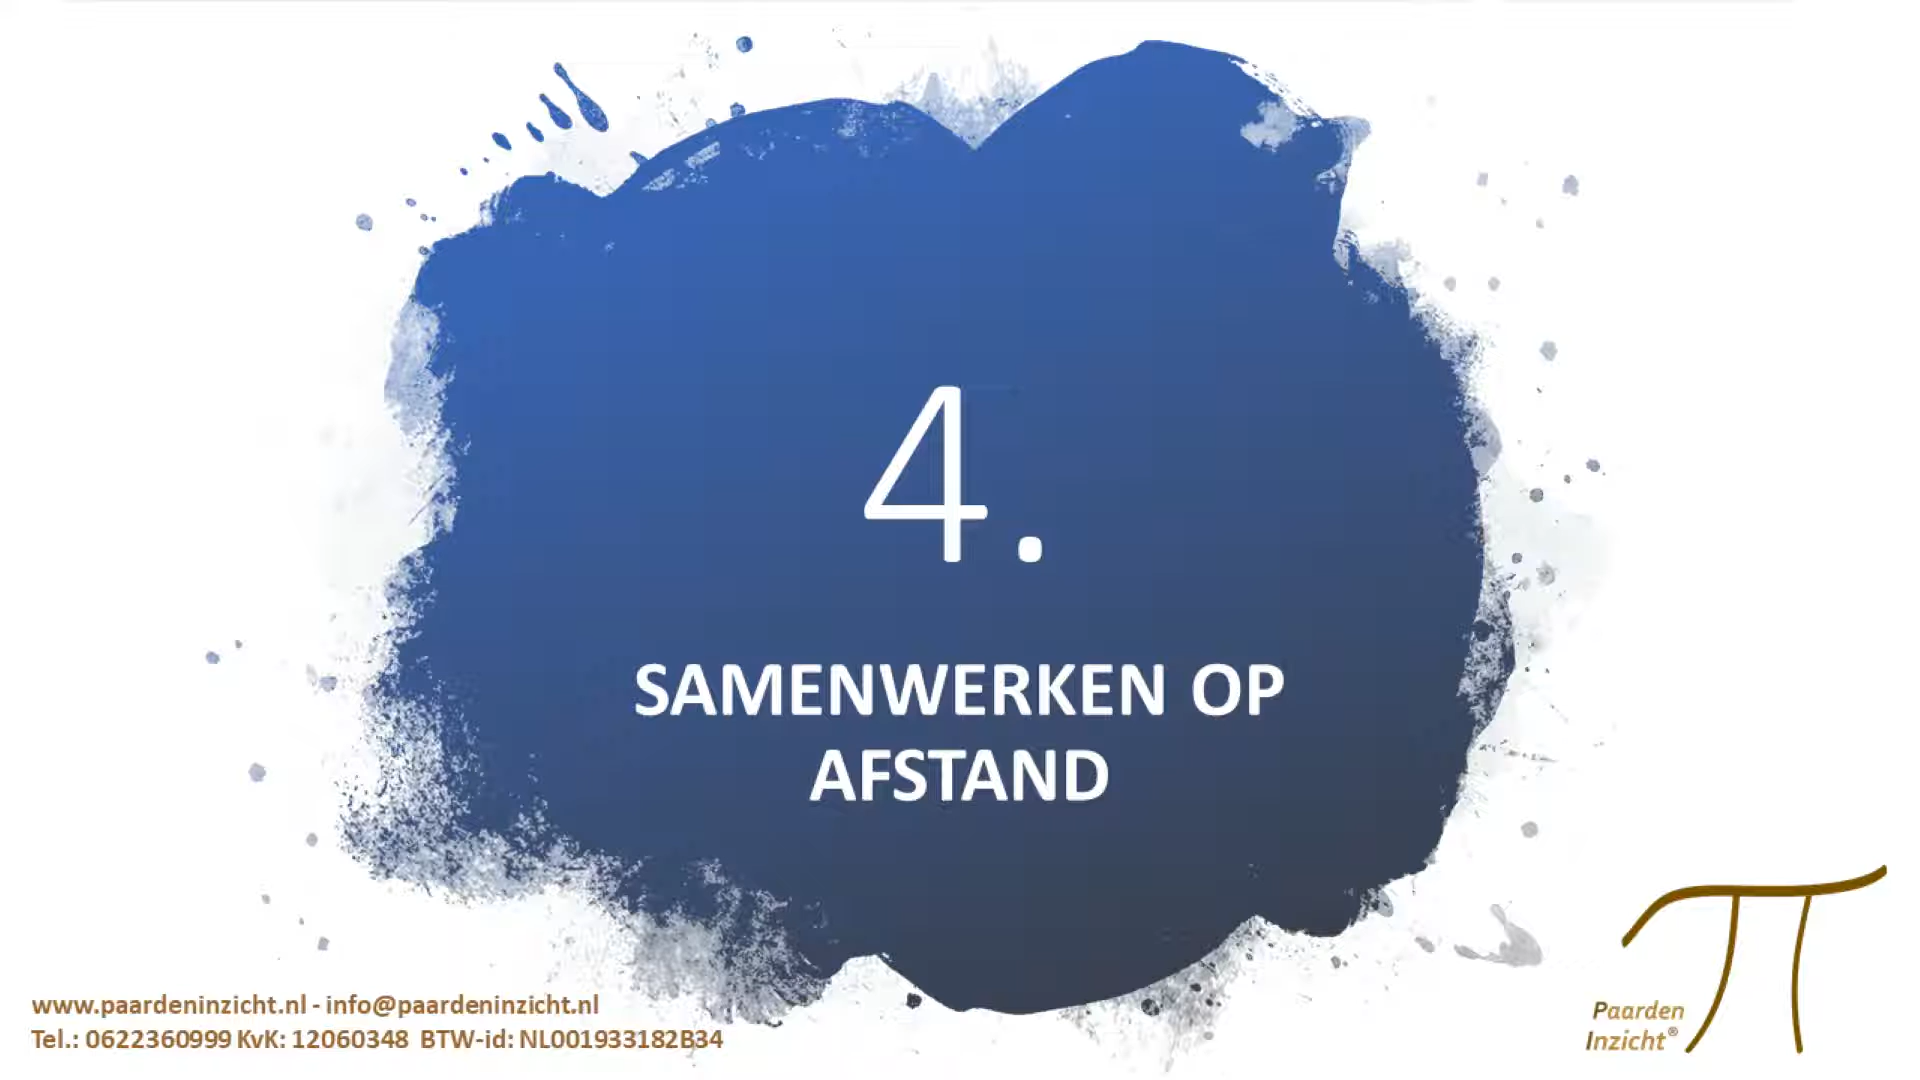 4.
SAMENWERKEN OP
AFSTAND
www.paardeninzicht.nl - info@paardeninzicht.nl
Tel.: 0622360999 KvK: 12060348 BTW-id: NL001933182B34
Paarden
Inzicht®